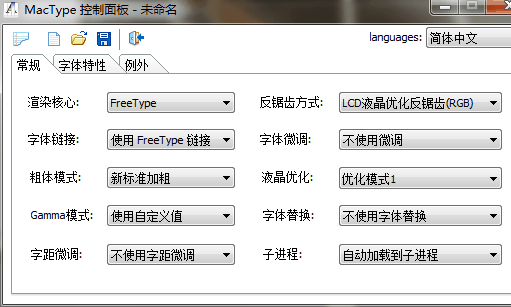 MacType 控制面板 - 未命名
languages: 简体中文
常规 字体特性 例外
渲染核心: FreeType 反锯齿方式: LCD液晶优化反锯齿(RGB)
字体链接: 使用 FreeType 链接 字体微调: 不使用微调
粗体模式: 新标准加粗 液晶优化: 优化模式1
Gamma模式: 使用自定义值 字体替换: 不使用字体替换
字距微调: 不使用字距微调 子进程: 自动加载到子进程